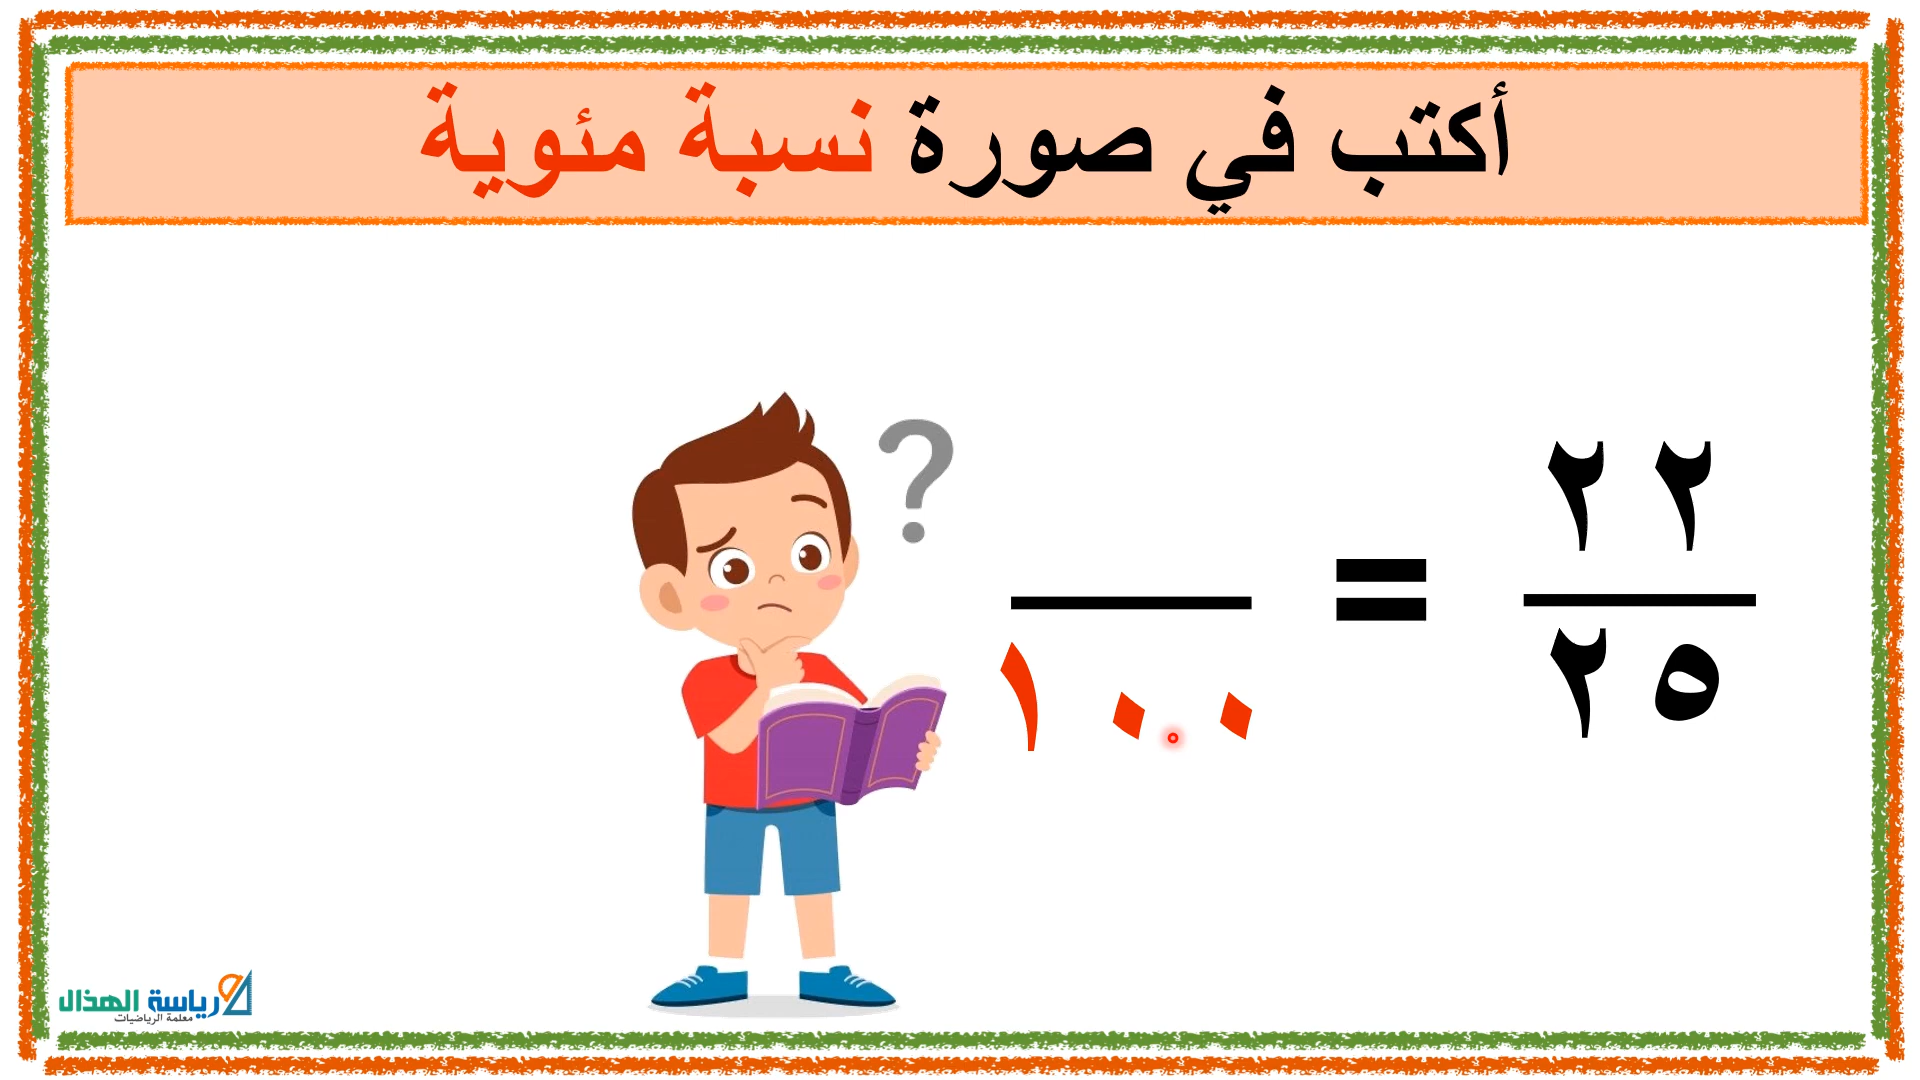 أكتب في صورة نسبة مئوية
٢٢
٢٥
=
١٠٠
?
رياسة الهذال
معلمة الرياضيات